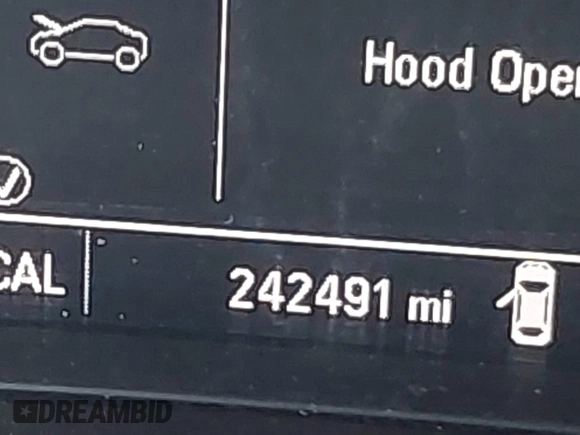 Hood Open
CAL
242491 mi
DREAMBID